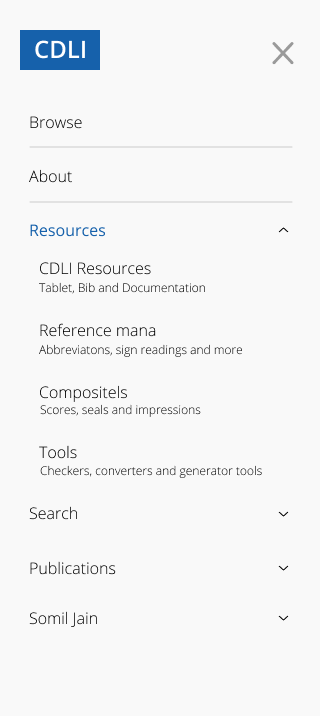 CDLI
Browse
About
Resources
CDLI Resources
Tablet, Bib and Documentation
Reference mana
Abbreviatons, sign readings and more
Compositels
Scores, seals and impressions
Tools
Checkers, converters and generator tools
Search
Publications
Somil Jain